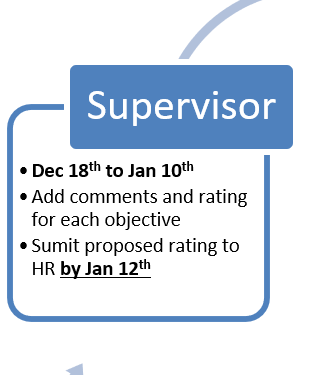 Supervisor
• Dec 18th to Jan 10th
• Add comments and rating
for each objective
• Sumit proposed rating to
HR by Jan 12th